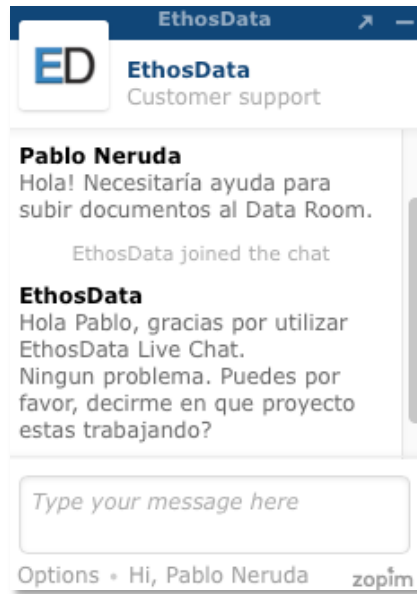 EthosData
ED
EthosData
Customer support
Pablo Neruda
Hola! Necesitaría ayuda para
subir documentos al Data Room.
EthosData joined the chat
EthosData
Hola Pablo, gracias por utilizar
EthosData Live Chat.
Ningun problema. Puedes por
favor, decirme en que proyecto
estas trabajando?
Type your message here
Options • Hi, Pablo Neruda
zopim